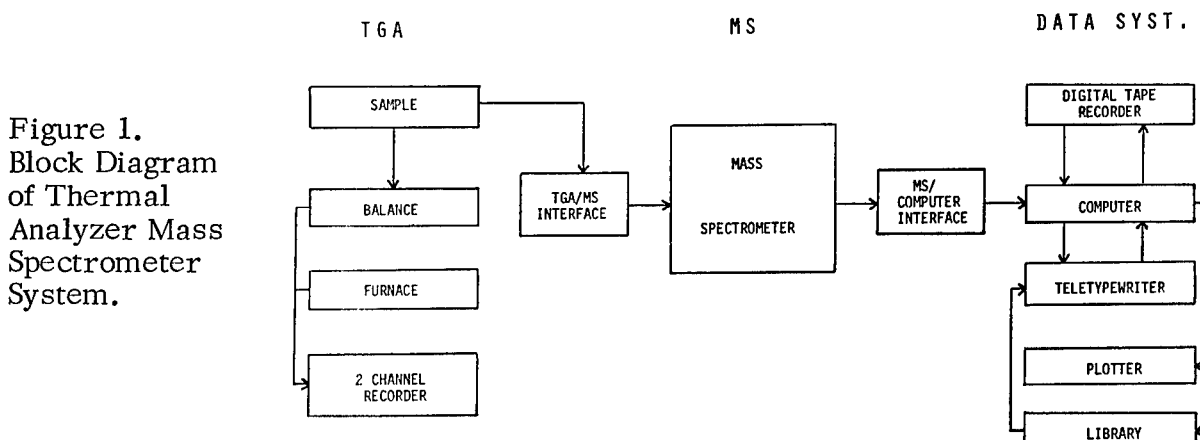 TGA
MS
DATA SYST.
Figure 1.
Block Diagram
of Thermal
Analyzer Mass
Spectrometer
System.
SAMPLE
BALANCE
FURNACE
2 CHANNEL
RECORDER
TGA/MS
INTERFACE
MASS
SPECTROMETER
MS/
COMPUTER
INTERFACE
DIGITAL TAPE
RECORDER
COMPUTER
TELETYPEWRITER
PLOTTER
LIBRARY